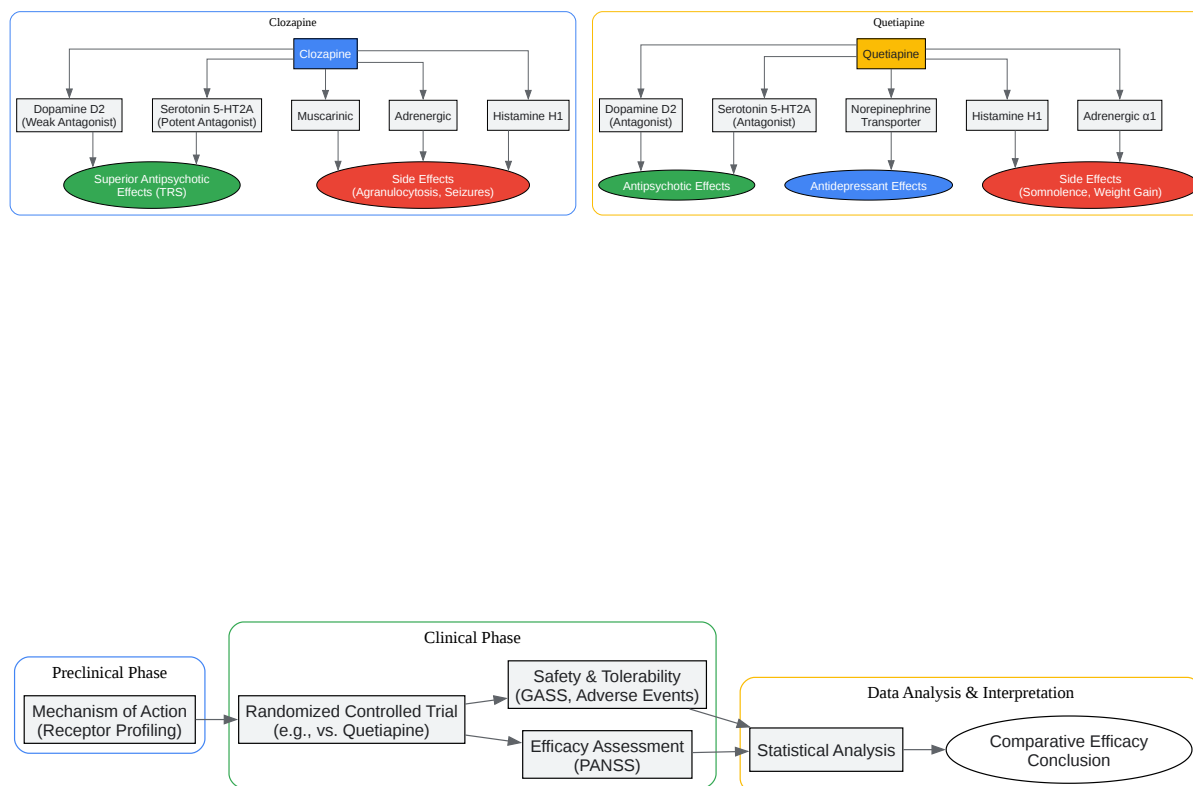 Clozapine
Clozapine
Dopamine D2
(Weak Antagonist)
Serotonin 5-HT2A
(Potent Antagonist)
Muscarinic
Adrenergic
Histamine H1
Superior Antipsychotic
Effects (TRS)
Side Effects
(Agranulocytosis, Seizures)
Quetiapine
Quetiapine
Dopamine D2
(Antagonist)
Serotonin 5-HT2A
(Antagonist)
Norepinephrine
Transporter
Histamine H1
Adrenergic α1
Antipsychotic Effects
Antidepressant Effects
Side Effects
(Somnolence, Weight Gain)
Preclinical Phase
Mechanism of Action
(Receptor Profiling)
Clinical Phase
Randomized Controlled Trial
(e.g., vs. Quetiapine)
Safety & Tolerability
(GASS, Adverse Events)
Efficacy Assessment
(PANSS)
Data Analysis & Interpretation
Statistical Analysis
Comparative Efficacy
Conclusion